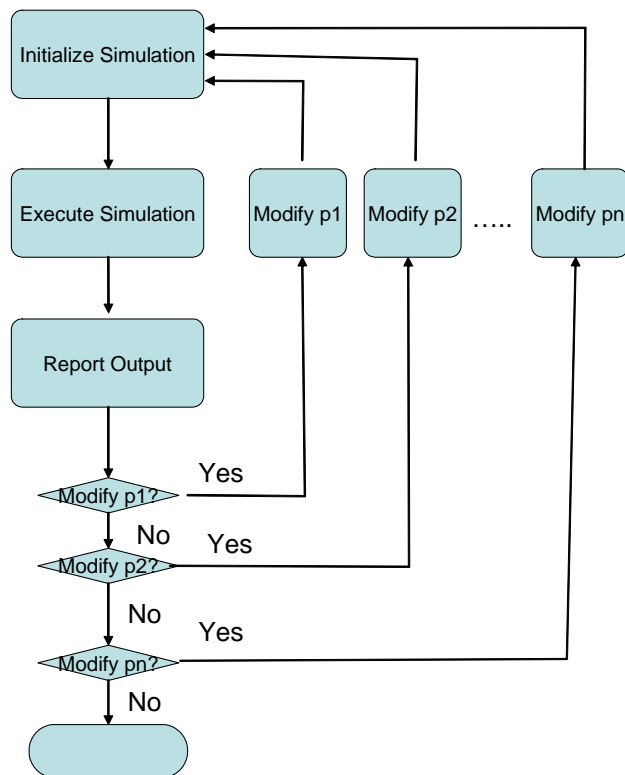 Initialize Simulation
Execute Simulation
Modify p1
Modify p2
.....
Modify pn
Report Output
Yes
Modify p1?
No
Yes
Modify p2?
No
Yes
Modify pn?
No